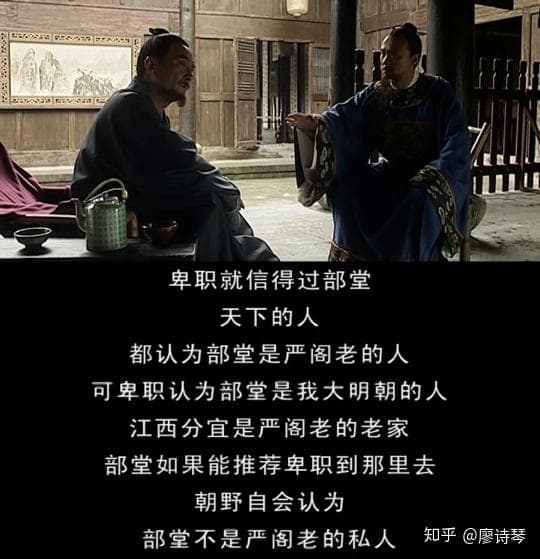 卑职就信得过部堂
天下的人
都认为部堂是严阁老的人
可卑职认为部堂是我大明朝的人
江西分宜是严阁老的老家
部堂如果能推荐卑职到那里去
朝野自会认为
部堂不是严阁老的私人
知乎 @廖诗琴